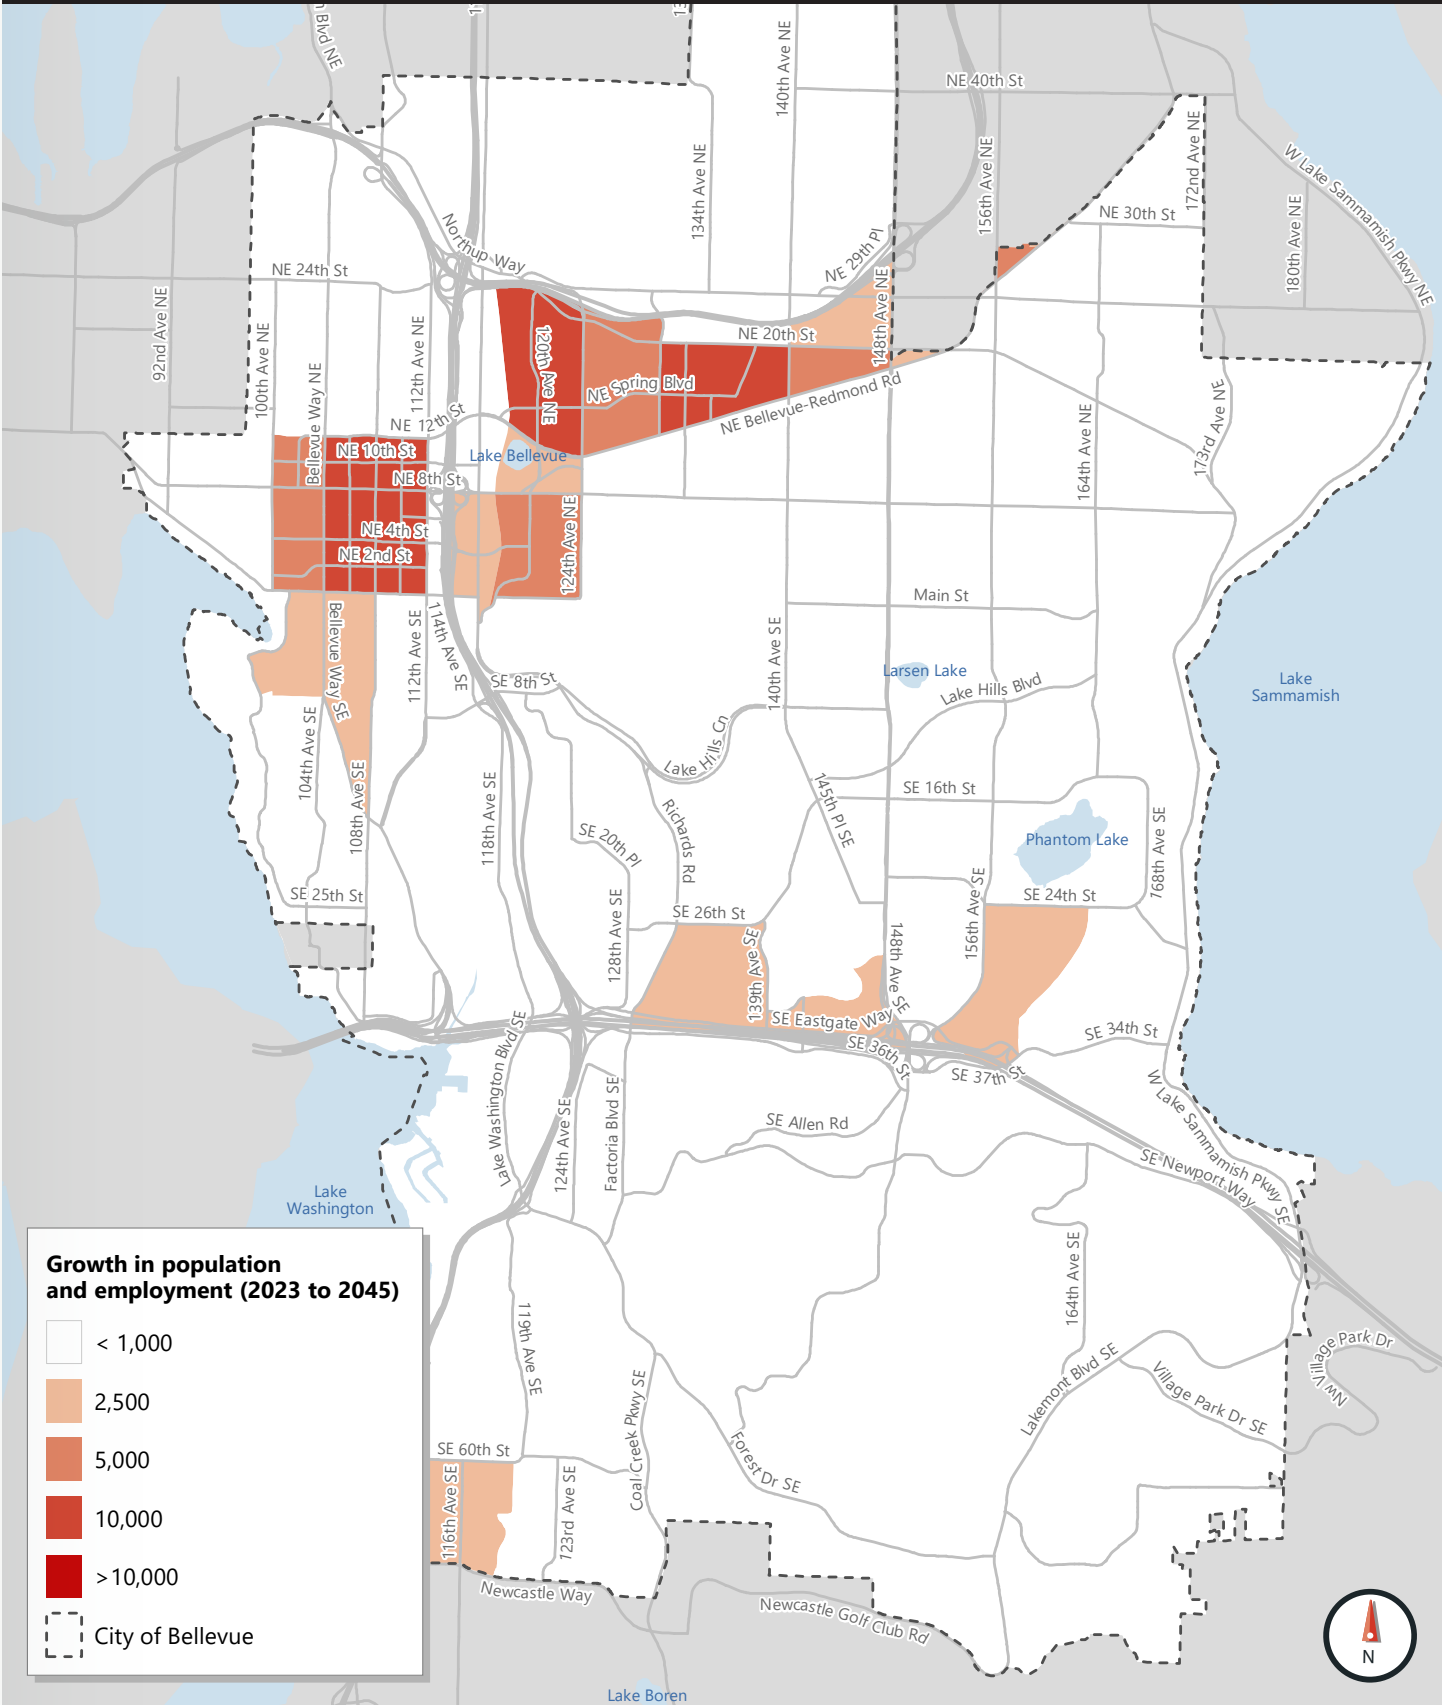 Blvd NE
140th Ave NE
NE 40th St
134th Ave NE
156th Ave NE
172nd Ave NE
W Lake Sammamish Pkwy NE
NE 30th St
180th Ave NE
Northup Way
NE 29th Pl
NE 24th St
92nd Ave NE
100th Ave NE
112th Ave NE
120th Ave NE
NE 20th St
148th Ave NE
Bellevue Way NE
NE Spring Blvd
NE Bellevue-Redmond Rd
173rd Ave NE
164th Ave NE
NE 12th St
NE 10th St
Lake Bellevue
NE 8th St
NE 4th St
124th Ave NE
NE 2nd St
Main St
Bellevue Way SE
112th Ave SE
114th Ave SE
140th Ave SE
SE 8th St
Larsen Lake
Lake Hills Blvd
Lake
Sammamish
104th Ave SE
Lake Hills Cn
108th Ave SE
118th Ave SE
145th Pl SE
SE 16th St
Richards Rd
SE 20th Pl
Phantom Lake
168th Ave SE
SE 25th St
128th Ave SE
SE 26th St
156th Ave SE
SE 24th St
139th Ave SE
148th Ave SE
SE Eastgate Way
SE 36th St
SE 34th St
SE 37th St
Lake Washington Blvd SE
124th Ave SE
Factoria Blvd SE
SE Allen Rd
W Lake Sammamish Pkwy SE
SE Newport Way
Lake
Washington
164th Ave SE
119th Ave SE
Lakemont Blvd SE
Village Park Dr SE
NW Village Park Dr
Coal Creek Pkwy SE
Forest Dr SE
SE 60th St
116th Ave SE
123rd Ave SE
Newcastle Way
Newcastle Golf Club Rd
Lake Boren
Growth in population
and employment (2023 to 2045)
< 1,000
2,500
5,000
10,000
>10,000
City of Bellevue
N